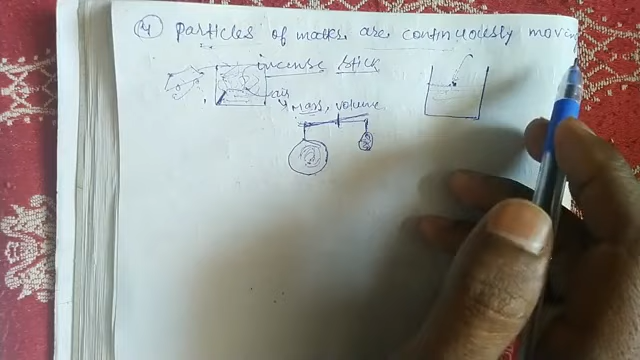 ④ Particles of matter are continuously movin
incense stick
air
Mass, volume